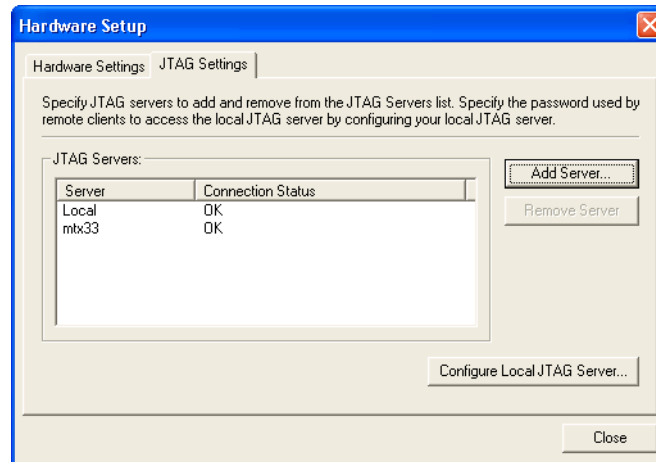 Hardware Setup
Hardware Settings JTAG Settings
Specify JTAG servers to add and remove from the JTAG Servers list. Specify the password used by
remote clients to access the local JTAG server by configuring your local JTAG server.
JTAG Servers:
Add Server...
Server Connection Status
Local OK
Remove Server
mtx33 OK
Configure Local JTAG Server...
Close